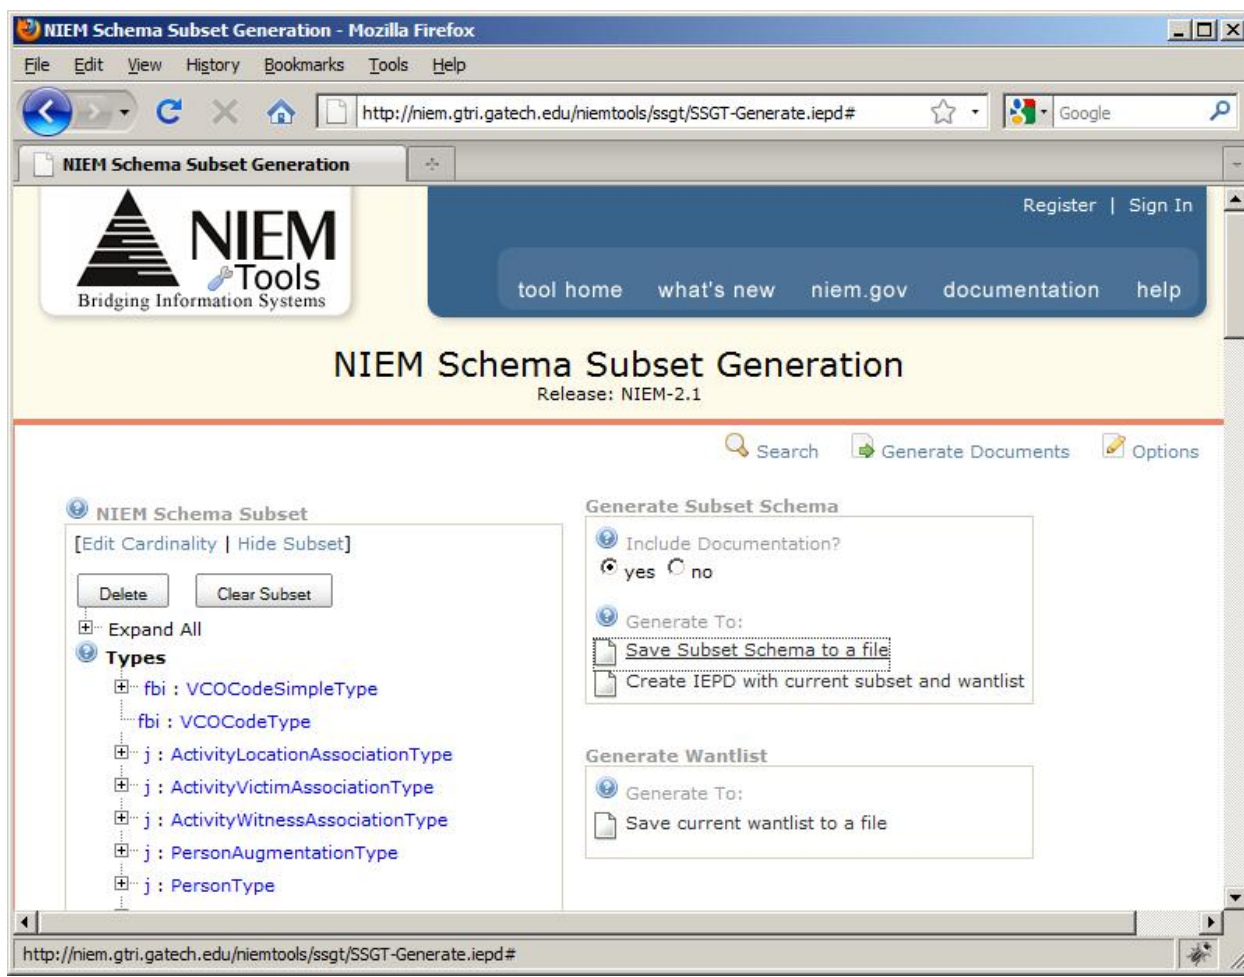 NIEM Schema Subset Generation - Mozilla Firefox
File Edit View History Bookmarks Tools Help
http://niem.gtri.gatech.edu/niemtools/ssgt/SSGT-Generate.iepd#
Google
NIEM Schema Subset Generation
NIEM
Tools
Bridging Information Systems
Register | Sign In
tool home what's new niem.gov documentation help
NIEM Schema Subset Generation
Release: NIEM-2.1
Search Generate Documents Options
NIEM Schema Subset
[Edit Cardinality | Hide Subset]
Delete Clear Subset
Expand All
Types
fbi : VCOCodeSimpleType
fbi : VCOCodeType
j : ActivityLocationAssociationType
j : ActivityVictimAssociationType
j : ActivityWitnessAssociationType
j : PersonAugmentationType
j : PersonType
Generate Subset Schema
Include Documentation?
yes no
Generate To:
Save Subset Schema to a file
Create IEPD with current subset and wantlist
Generate Wantlist
Generate To:
Save current wantlist to a file
http://niem.gtri.gatech.edu/niemtools/ssgt/SSGT-Generate.iepd#